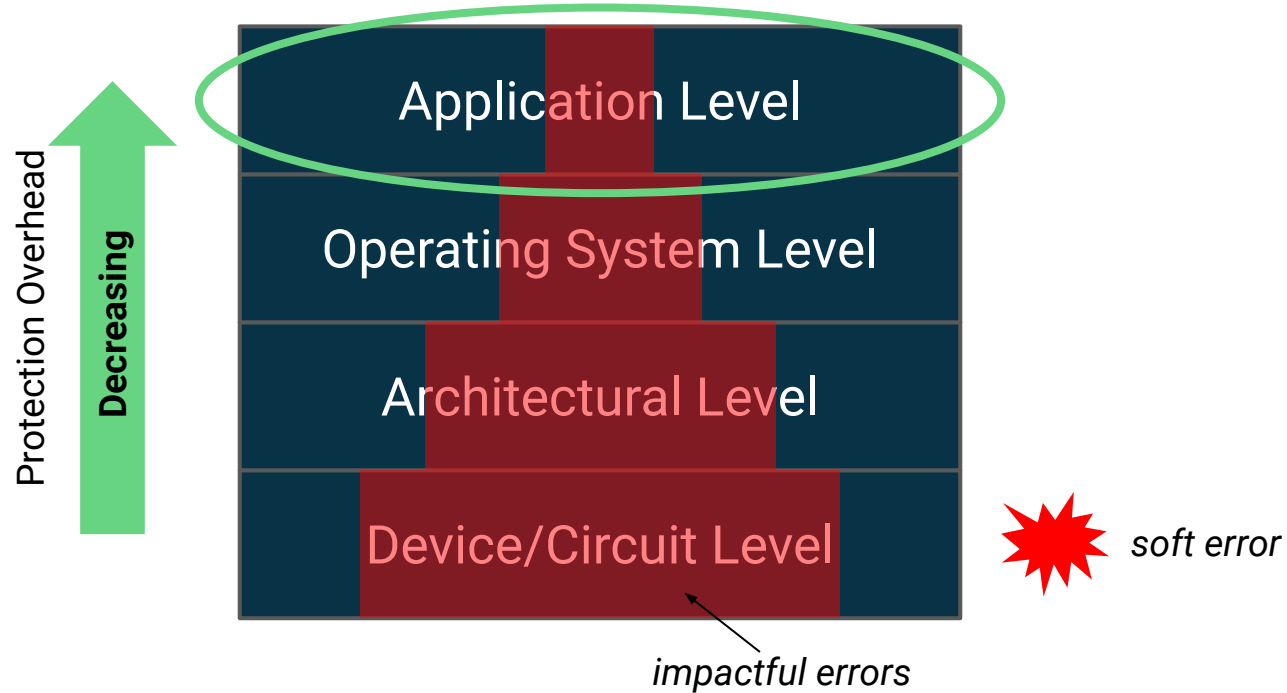 Application Level
Operating System Level
Architectural Level
Device/Circuit Level
Protection Overhead
Decreasing
soft error
impactful errors